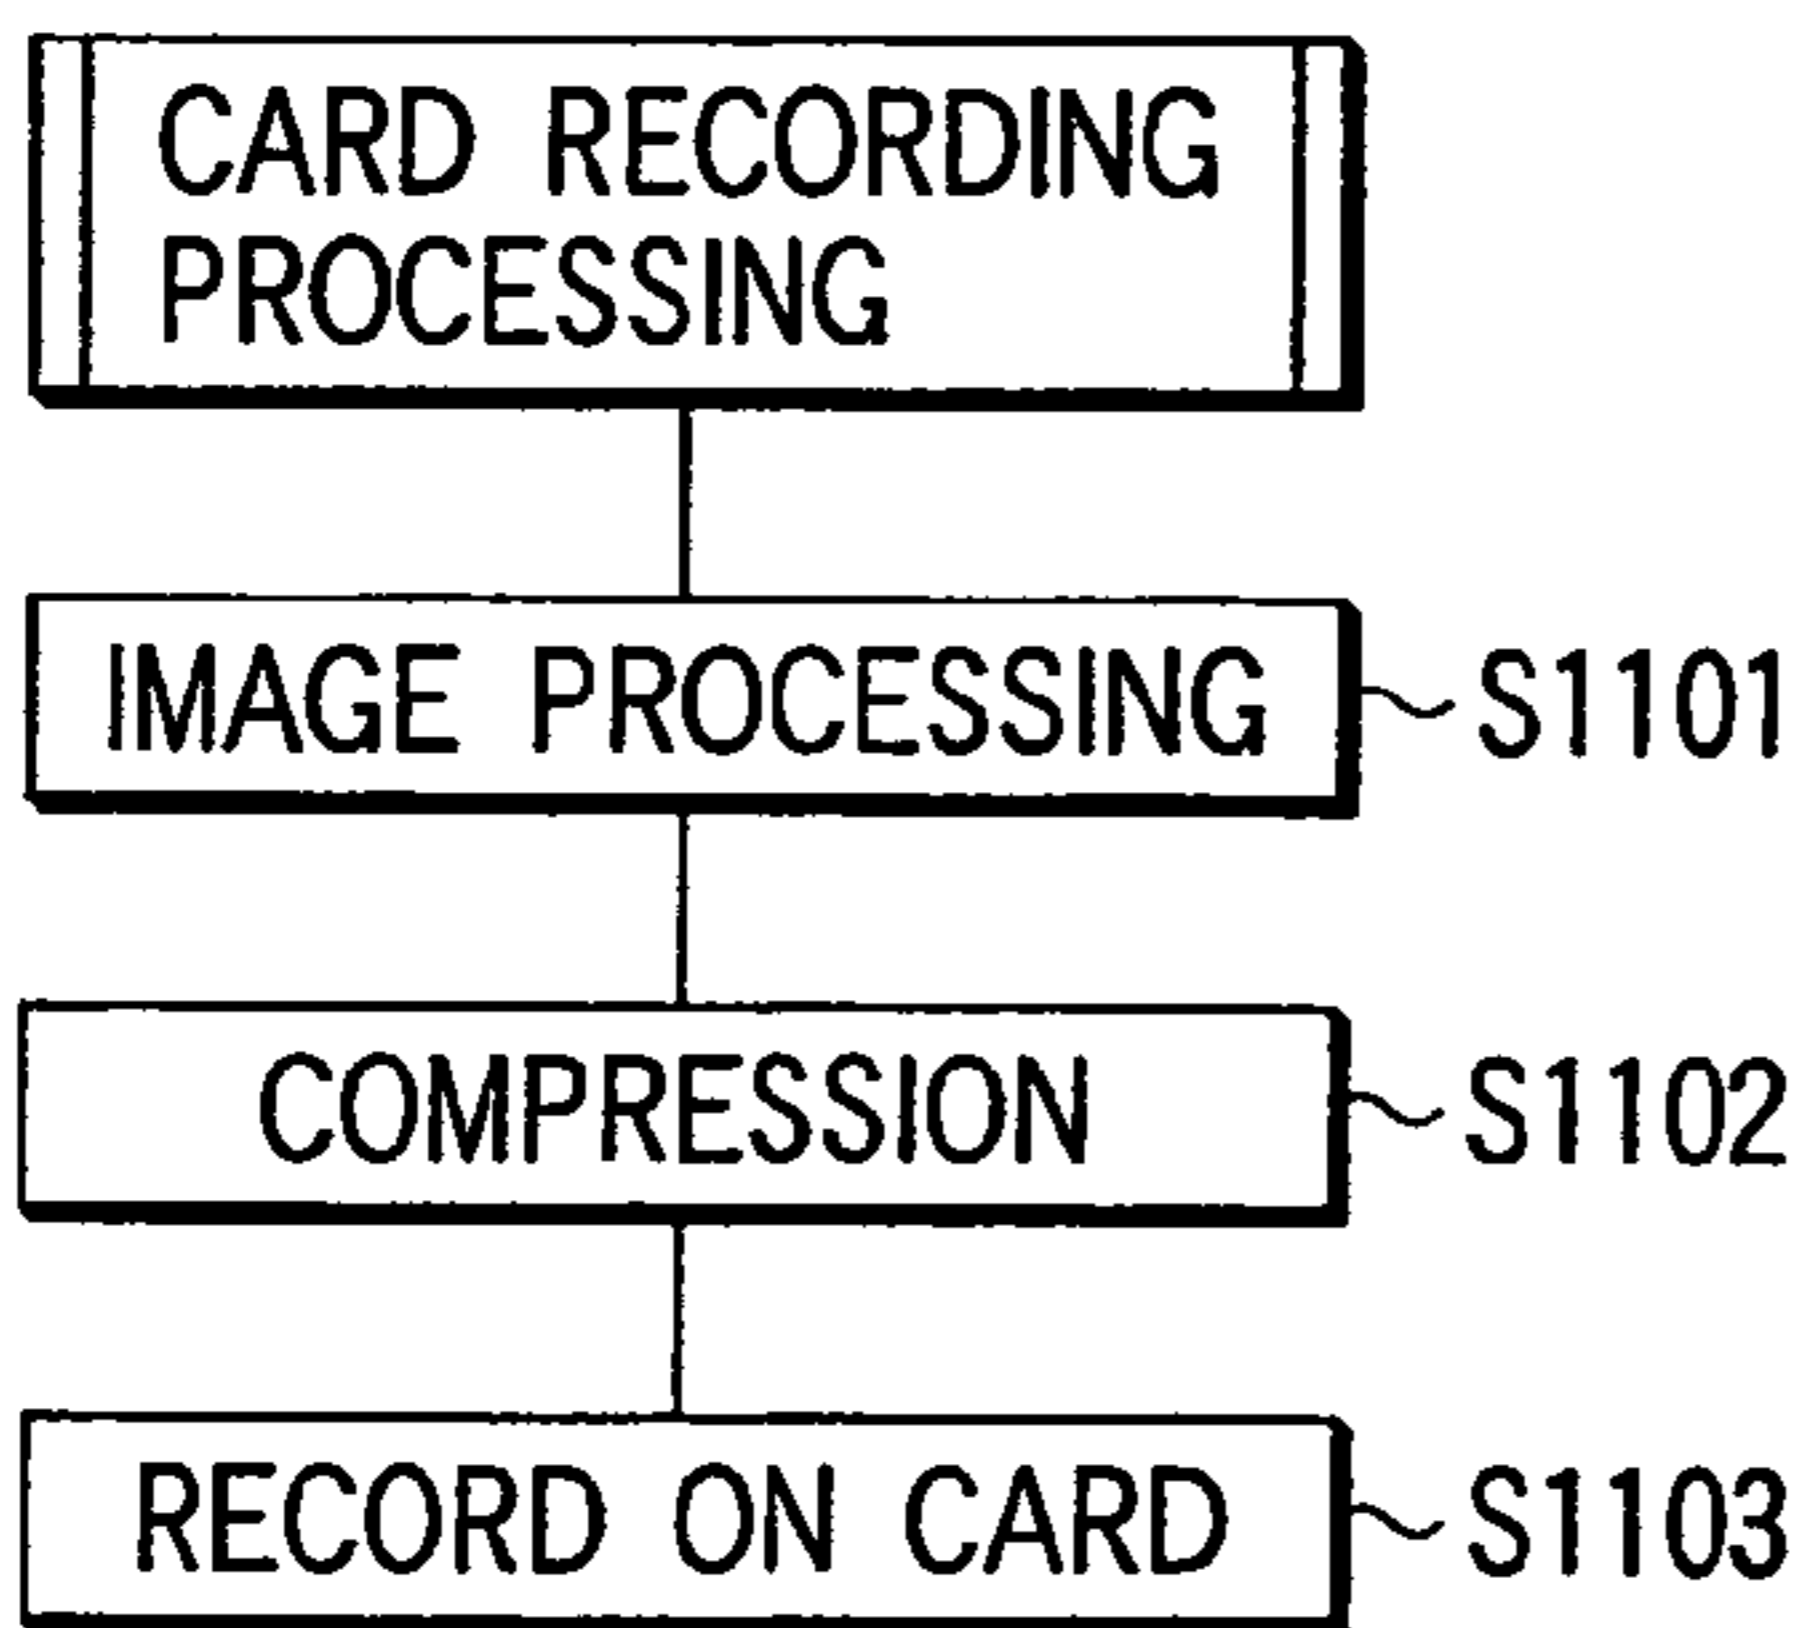 CARD RECORDING
PROCESSING
IMAGE PROCESSING
S1101
COMPRESSION
S1102
RECORD ON CARD
S1103